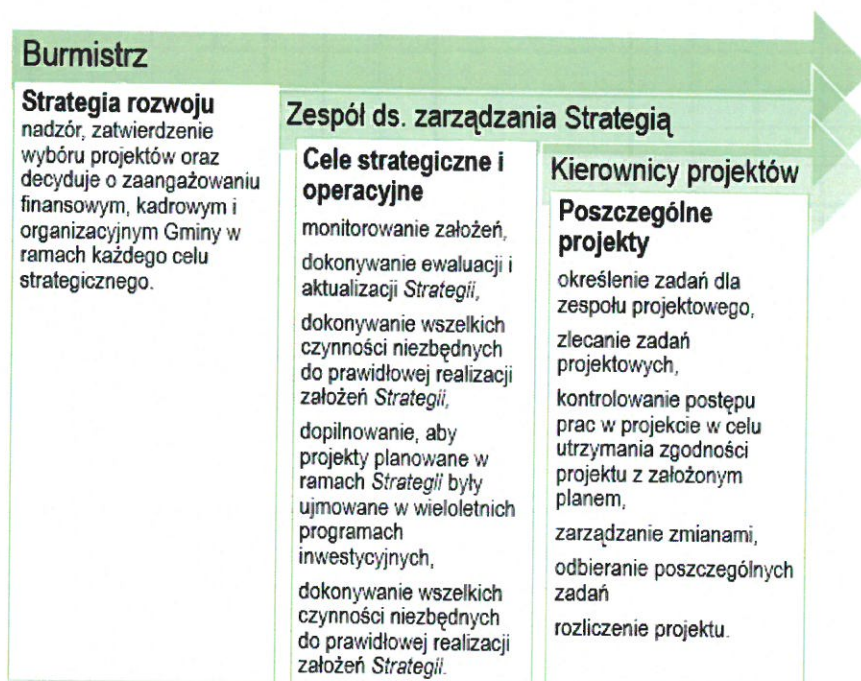 Burmistrz
Strategia rozwoju
nadzór, zatwierdzenie
wybóru projektów oraz
decyduje o zaangażowaniu
finansowym, kadrowym i
organizacyjnym Gminy w
ramach każdego celu
strategicznego.
Zespół ds. zarządzania Strategią
Cele strategiczne i
operacyjne
monitorowanie założeń,
dokonywanie ewaluacji i
aktualizacji Strategii,
dokonywanie wszelkich
czynności niezbędnych
do prawidłowej realizacji
założeń Strategii,
dopilnowanie, aby
projekty planowane w
ramach Strategii były
ujmowane w wieloletnich
programach
inwestycyjnych,
dokonywanie wszelkich
czynności niezbędnych
do prawidłowej realizacji
założeń Strategii.
Kierownicy projektów
Poszczególne
projekty
określenie zadań dla
zespołu projektowego,
zlecanie zadań
projektowych,
kontrolowanie postępu
prac w projekcie w celu
utrzymania zgodności
projektu z założonym
planem,
zarządzanie zmianami,
odbieranie poszczególnych
zadań
rozliczenie projektu.